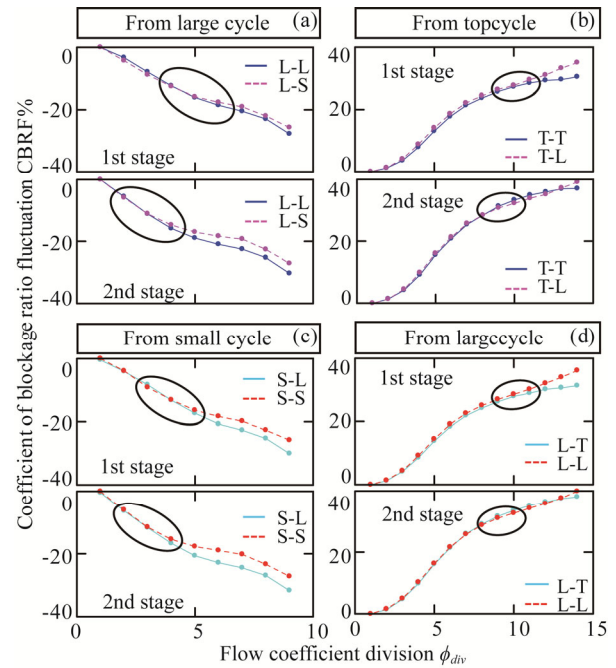 From large cycle (a)
0
-20
-40
L-L
L-S
1st stage
0
-20
-40
L-L
L-S
2nd stage
From topcycle (b)
40
20
0
1st stage
T-T
T-L
40
20
0
2nd stage
T-T
T-L
From small cycle (c)
0
-20
-40
S-L
S-S
1st stage
0
-20
-40
S-L
S-S
2nd stage
0 5 10
From largccyclc (d)
40
20
0
1st stage
L-T
L-L
40
20
0
2nd stage
L-T
L-L
0 5 10 15
Coefficient of blockage ratio fluctuation CBRF%
Flow coefficient division ϕdiv